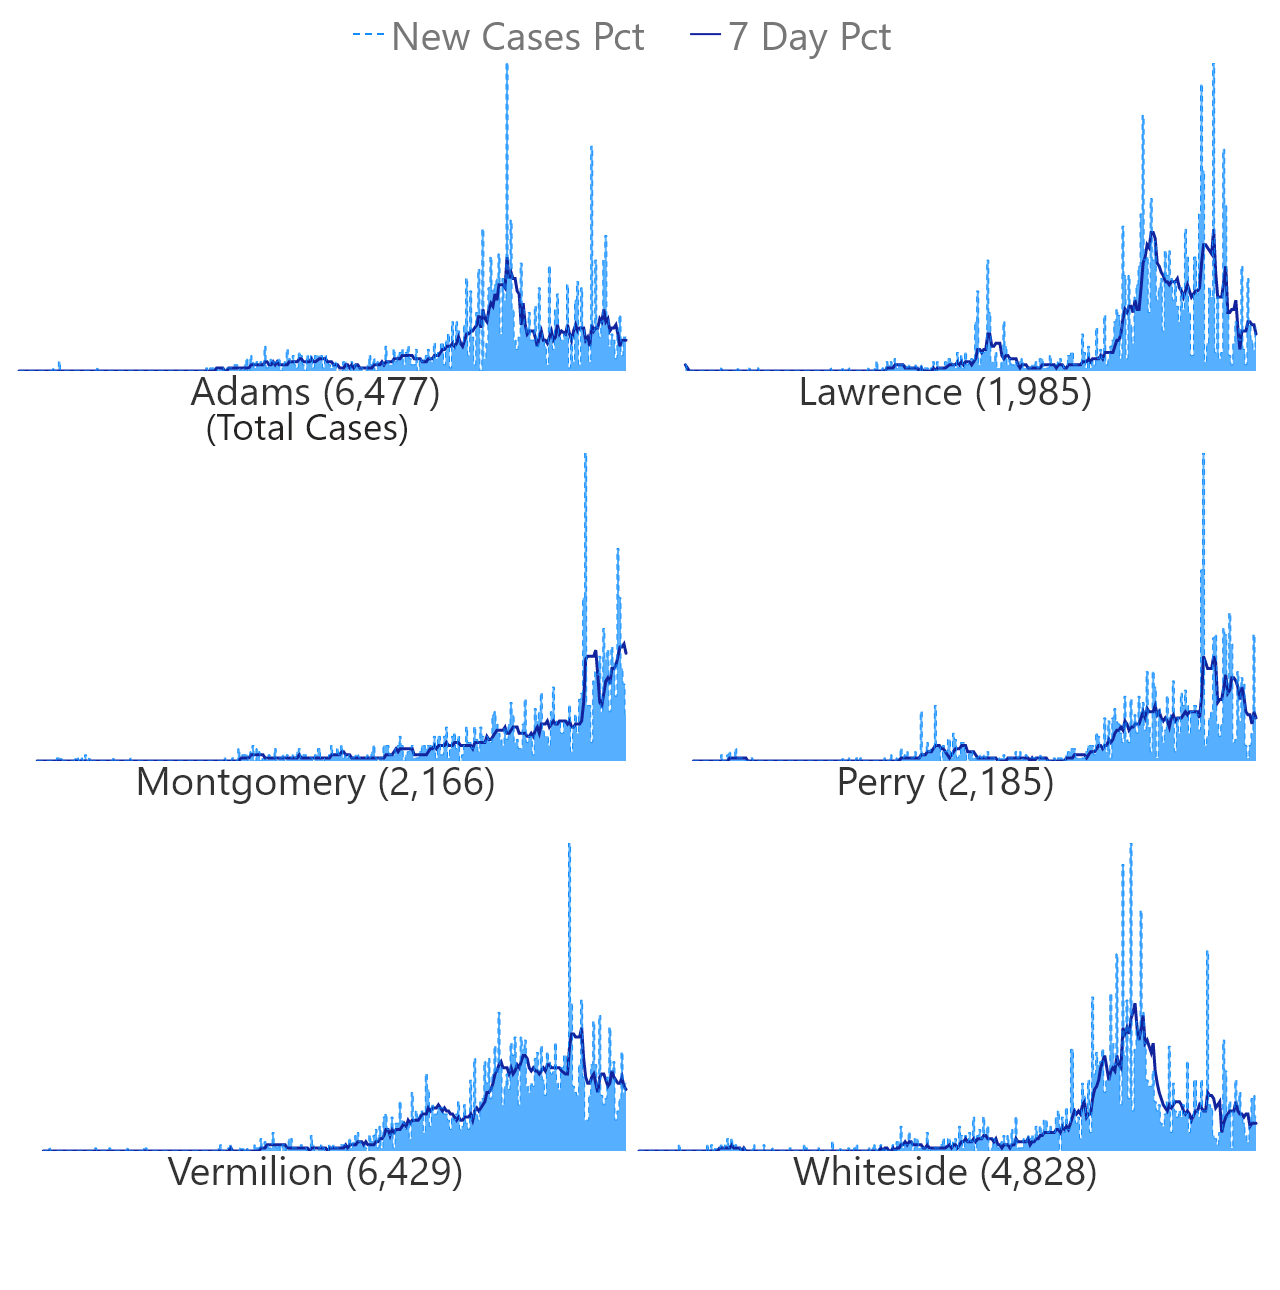 New Cases Pct 7 Day Pct
Adams (6,477) Lawrence (1,985)
(Total Cases)
Montgomery (2,166) Perry (2,185)
Vermilion (6,429) Whiteside (4,828)